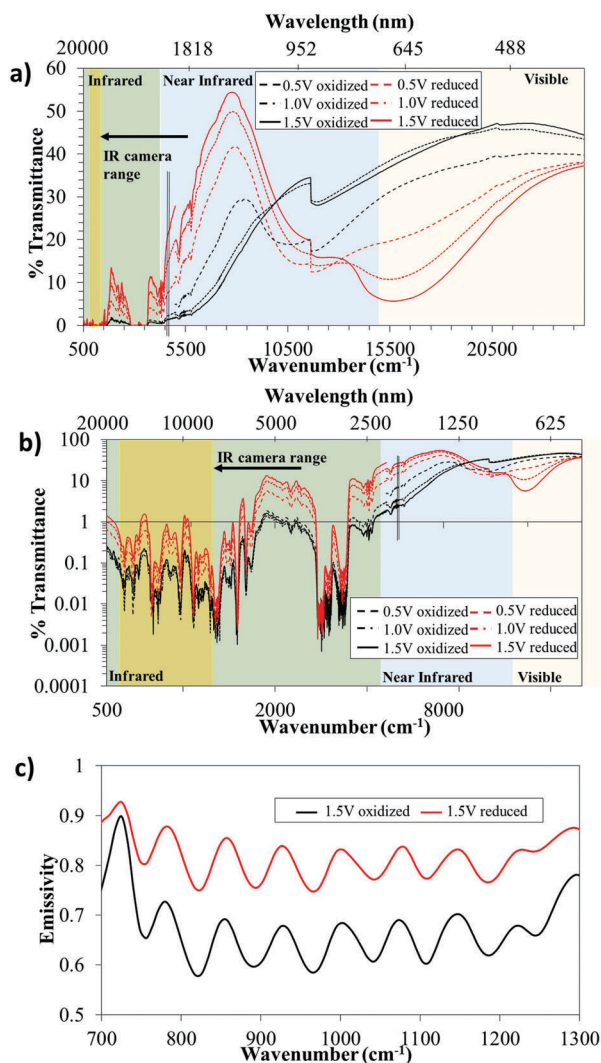 Wavelength (nm)
20000 1818 952 645 488
a)
Infrared Near Infrared Visible
0.5V oxidized 0.5V reduced
1.0V oxidized 1.0V reduced
1.5V oxidized 1.5V reduced
IR camera
range
% Transmittance
60
50
40
30
20
10
0
500 5500 10500 15500 20500
Wavenumber (cm-1)
Wavelength (nm)
20000 10000 5000 2500 1250 625
b)
IR camera range
% Transmittance
100
10
1
0.1
0.01
0.001
0.0001
0.5V oxidized 0.5V reduced
1.0V oxidized 1.0V reduced
1.5V oxidized 1.5V reduced
Infrared Near Infrared Visible
500 2000 8000
Wavenumber (cm-1)
c)
1.5V oxidized 1.5V reduced
Emissivity
1
0.9
0.8
0.7
0.6
0.5
700 800 900 1000 1100 1200 1300
Wavenumber (cm-1)